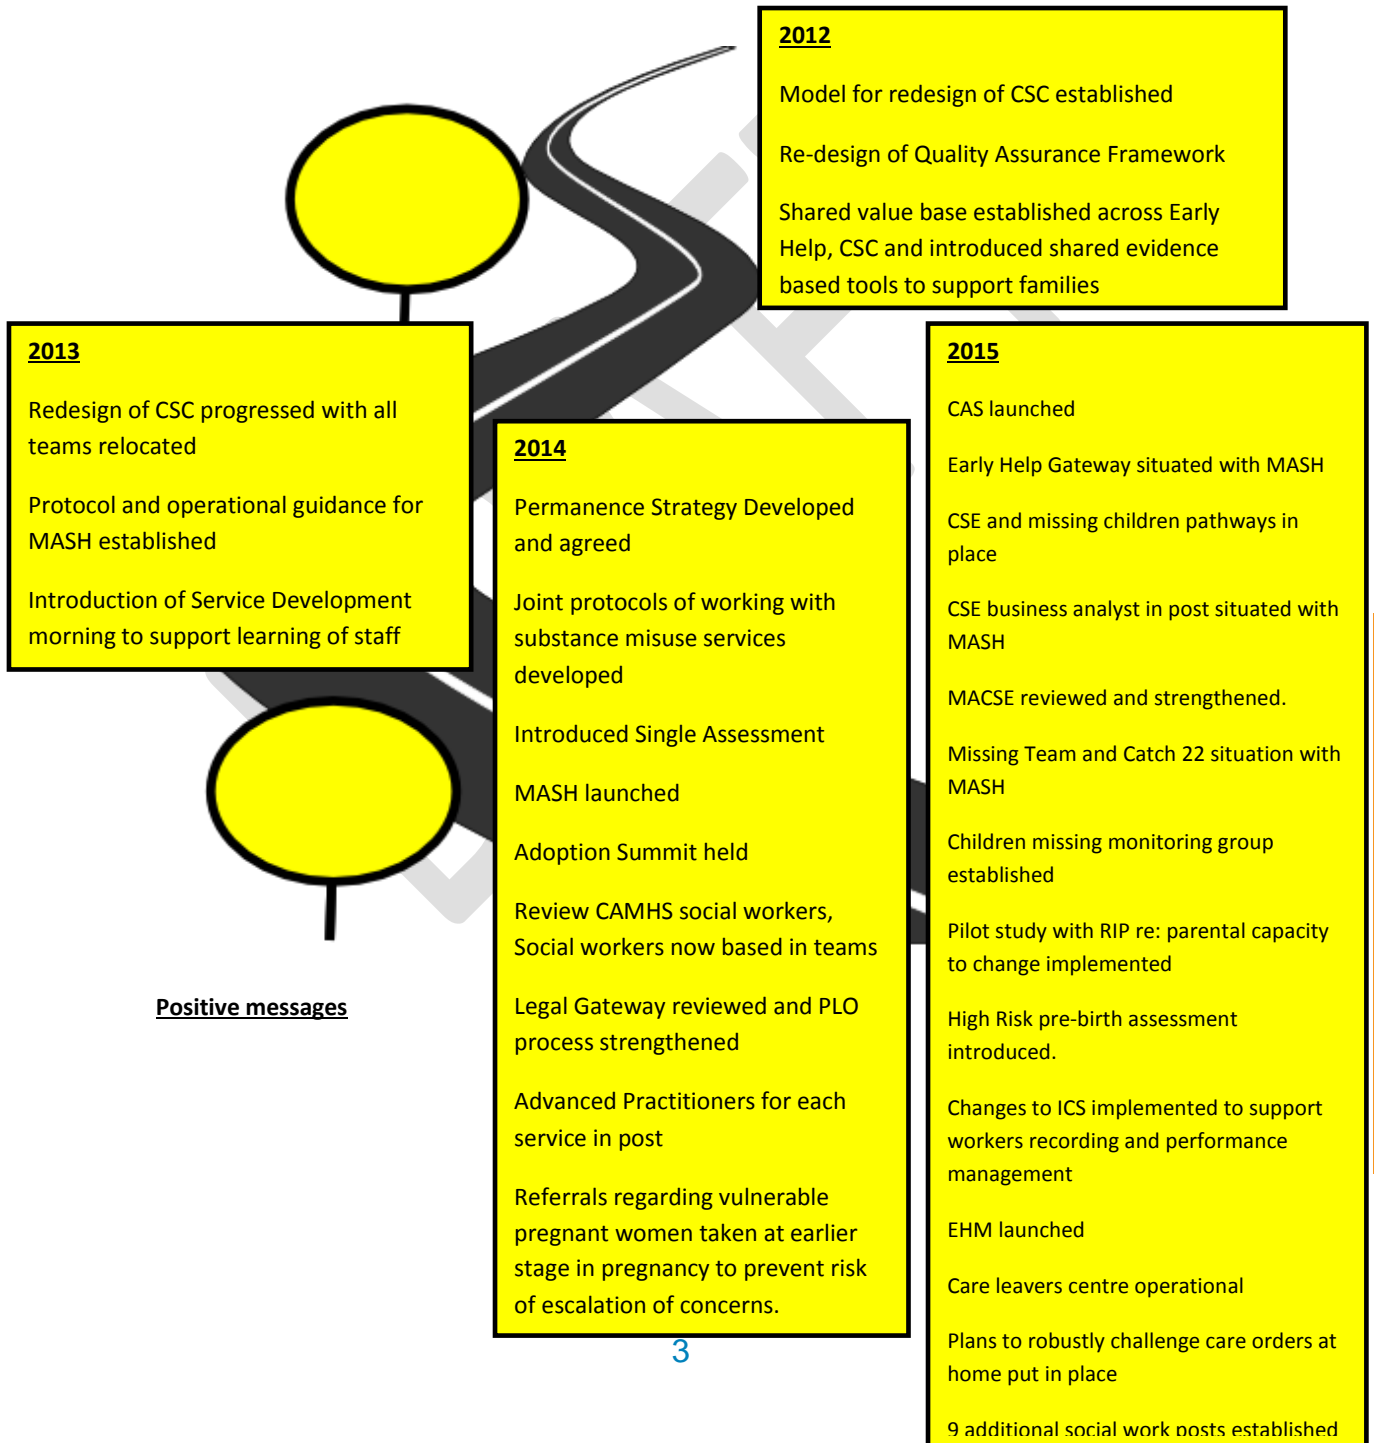 2012
Model for redesign of CSC established
Re-design of Quality Assurance Framework
Shared value base established across Early
Help, CSC and introduced shared evidence
based tools to support families
2013
Redesign of CSC progressed with all
teams relocated
Protocol and operational guidance for
MASH established
Introduction of Service Development
morning to support learning of staff
2014
Permanence Strategy Developed
and agreed
Joint protocols of working with
substance misuse services
developed
Introduced Single Assessment
MASH launched
Adoption Summit held
Review CAMHS social workers,
Social workers now based in teams
Legal Gateway reviewed and PLO
process strengthened
Advanced Practitioners for each
service in post
Referrals regarding vulnerable
pregnant women taken at earlier
stage in pregnancy to prevent risk
of escalation of concerns.
2015
CAS launched
Early Help Gateway situated with MASH
CSE and missing children pathways in
place
CSE business analyst in post situated with
MASH
MACSE reviewed and strengthened.
Missing Team and Catch 22 situation with
MASH
Children missing monitoring group
established
Pilot study with RIP re: parental capacity
to change implemented
High Risk pre-birth assessment
introduced.
Changes to ICS implemented to support
workers recording and performance
management
EHM launched
Care leavers centre operational
Plans to robustly challenge care orders at
home put in place
9 additional social work posts established
Positive messages
3